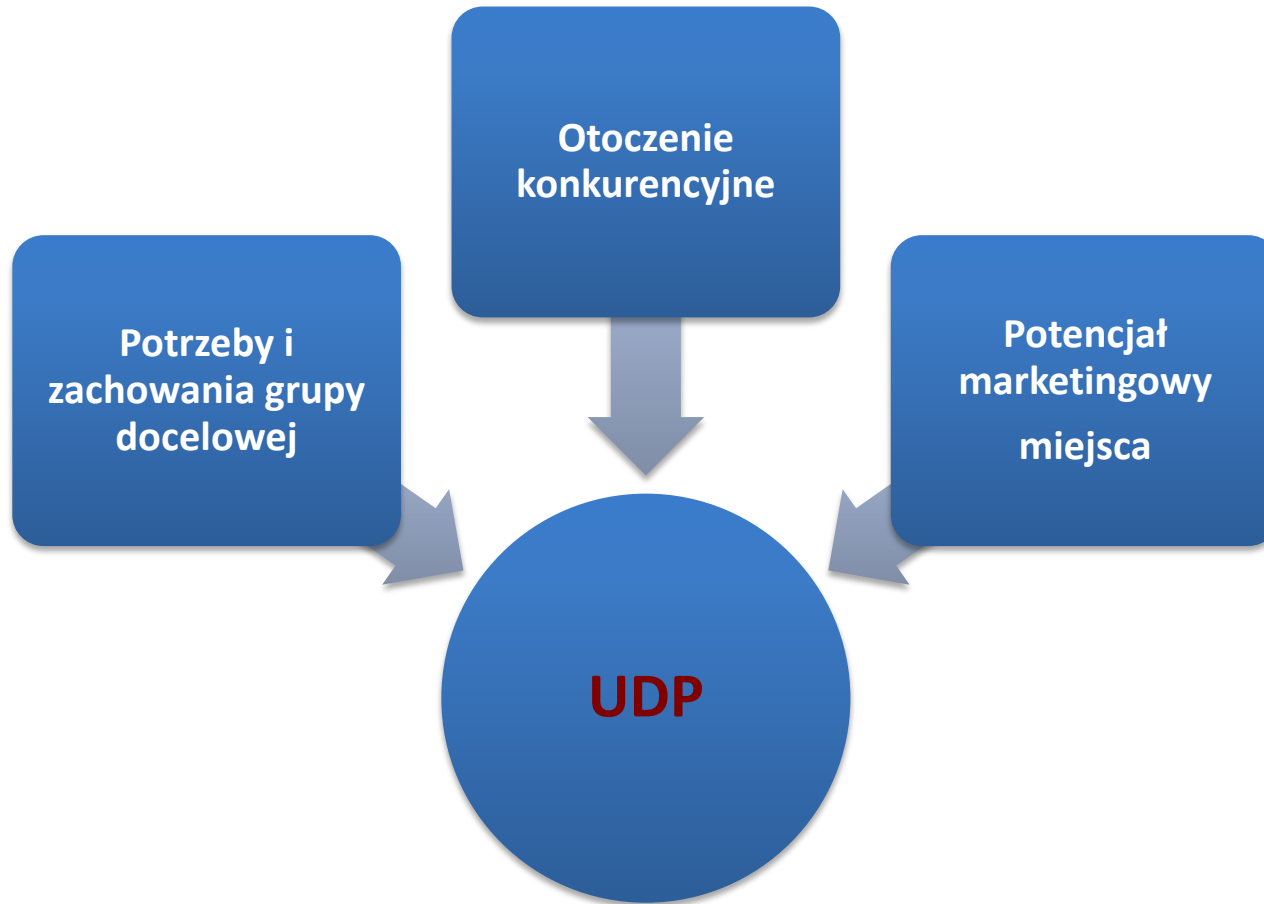 Otoczenie
konkurencyjne
Potrzeby i
zachowania grupy
docelowej
Potencjał
marketingowy
miejsca
UDP